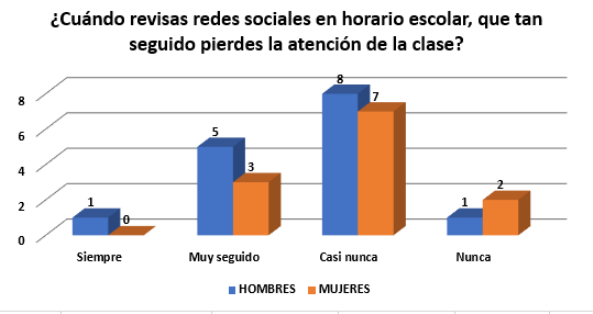 ¿Cuándo revisas redes sociales en horario escolar, que tan
seguido pierdes la atención de la clase?
8
6
4
2
0
1
0
5
3
8
7
1
2
Siempre
Muy seguido
Casi nunca
Nunca
HOMBRES
MUJERES